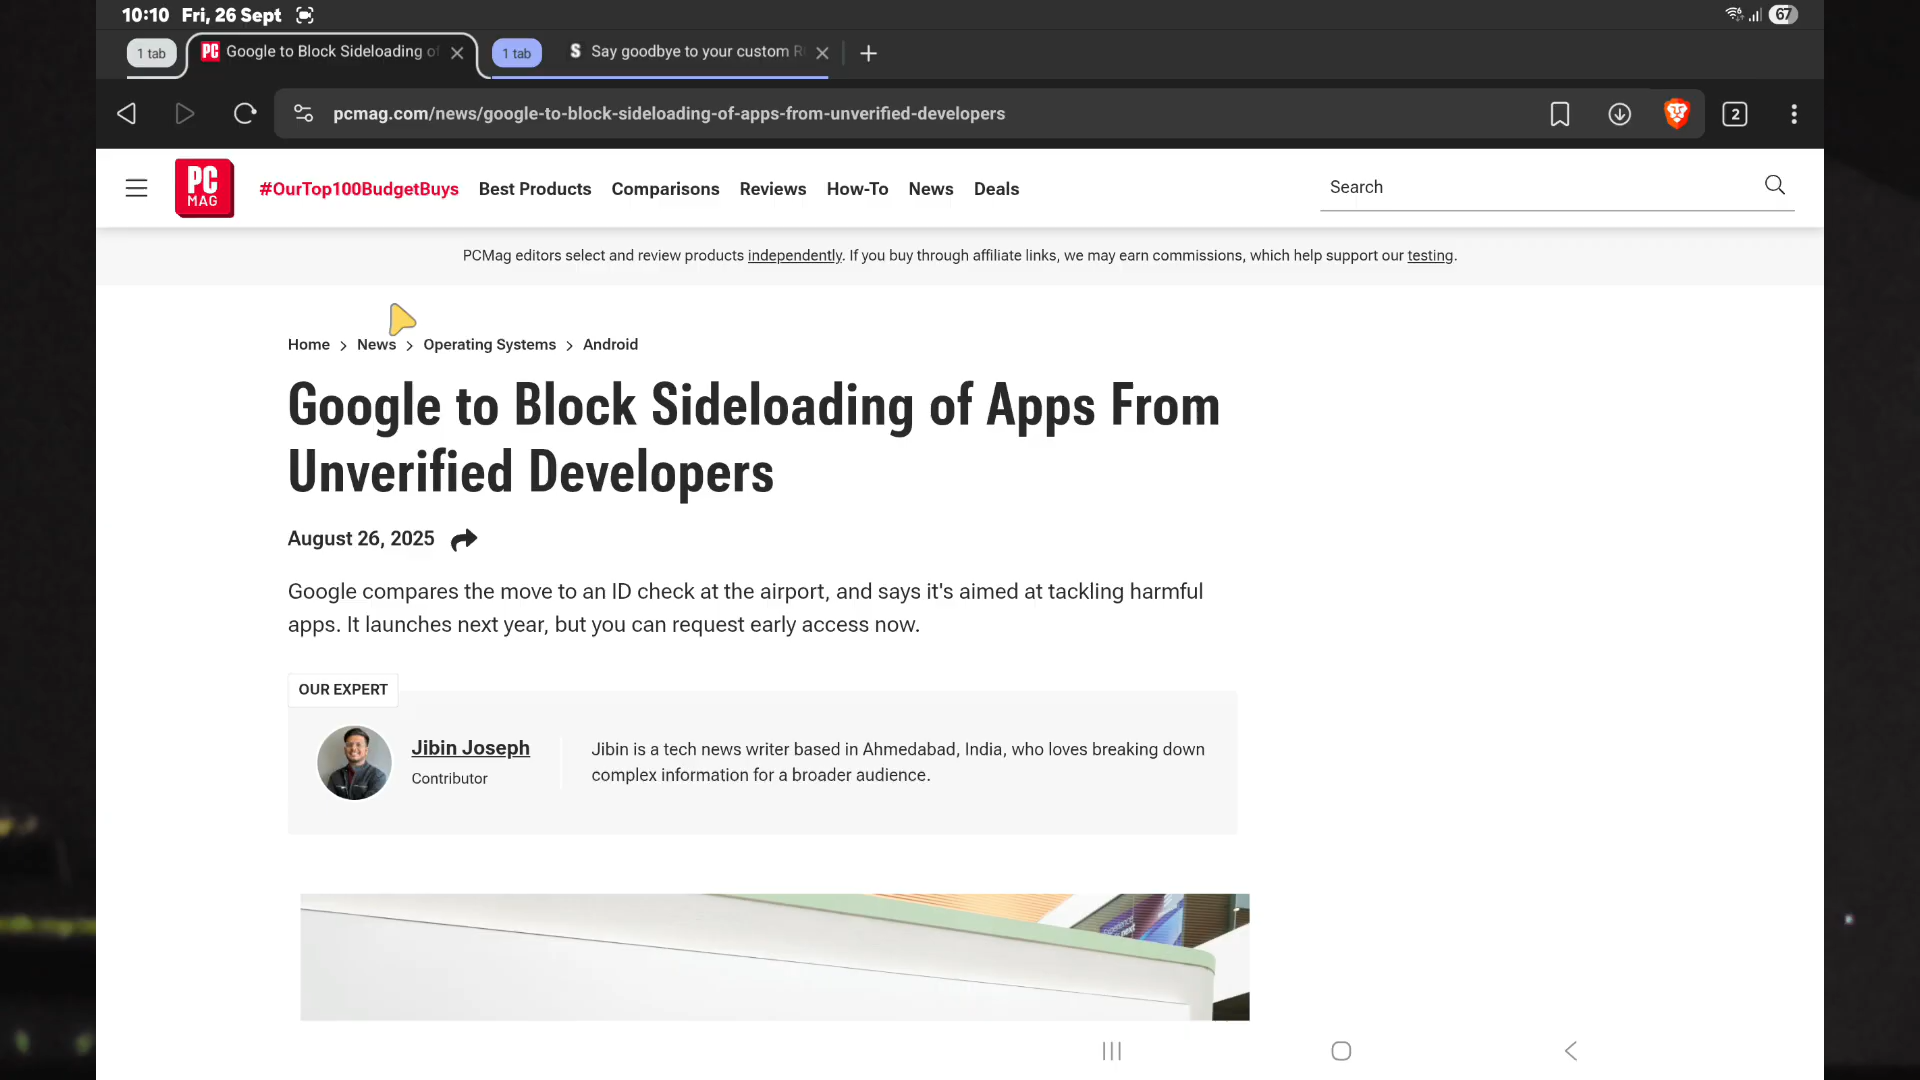 10:10 Fri, 26 Sept
67
1 tab
Google to Block Sideloading of
1 tab
Say goodbye to your custom R
pcmag.com/news/google-to-block-sideloading-of-apps-from-unverified-developers
2
PC
MAG
#OurTop100BudgetBuys Best Products Comparisons Reviews How-To News Deals
Search
PCMag editors select and review products independently. If you buy through affiliate links, we may earn commissions, which help support our testing.
Home > News > Operating Systems > Android
Google to Block Sideloading of Apps From
Unverified Developers
August 26, 2025
Google compares the move to an ID check at the airport, and says it's aimed at tackling harmful
apps. It launches next year, but you can request early access now.
OUR EXPERT
Jibin Joseph
Contributor
Jibin is a tech news writer based in Ahmedabad, India, who loves breaking down
complex information for a broader audience.